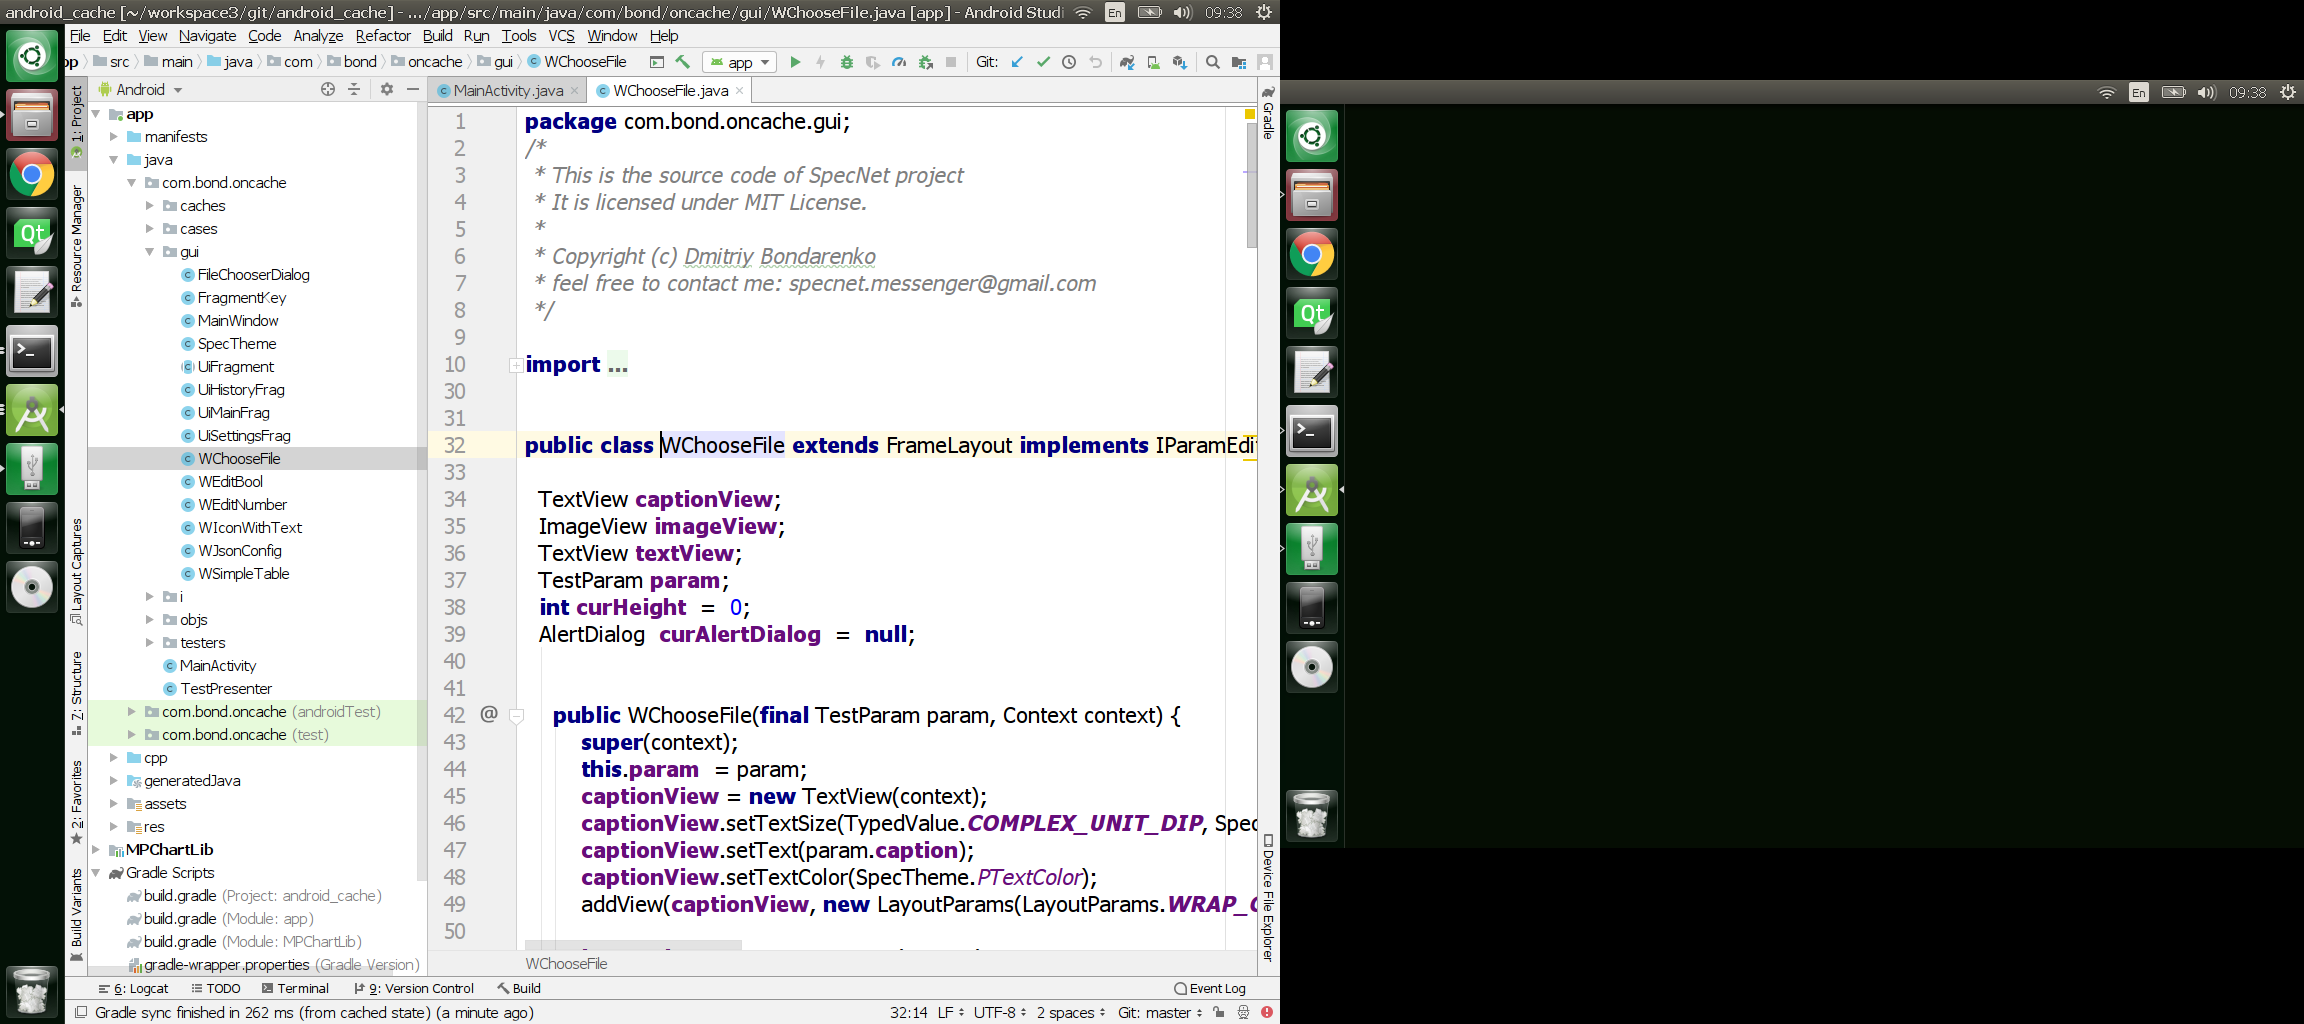 android_cache [~/workspace3/git/android_cache] - .../app/src/main/java/com/bond/oncache/gui/WChooseFile.java [app] - Android Studi
En
09:38
File Edit View Navigate Code Analyze Refactor Build Run Tools VCS Window Help
src main java com bond oncache gui WChooseFile
app
Git:
Android
MainActivity.java
WChooseFile.java
1: Project
Resource Manager
Layout Captures
Z: Structure
2: Favorites
Build Variants
app
manifests
java
com.bond.oncache
caches
cases
gui
FileChooserDialog
FragmentKey
MainWindow
SpecTheme
UiFragment
UiHistoryFrag
UiMainFrag
UiSettingsFrag
WChooseFile
WEditBool
WEditNumber
WIconWithText
WJsonConfig
WSimpleTable
i
objs
testers
MainActivity
TestPresenter
com.bond.oncache (androidTest)
com.bond.oncache (test)
cpp
generatedJava
assets
res
MPChartLib
Gradle Scripts
build.gradle (Project: android_cache)
build.gradle (Module: app)
build.gradle (Module: MPChartLib)
gradle-wrapper.properties (Gradle Version)
1 package com.bond.oncache.gui;
2 /*
3 * This is the source code of SpecNet project
4 * It is licensed under MIT License.
5 *
6 * Copyright (c) Dmitriy Bondarenko
7 * feel free to contact me: specnet.messenger@gmail.com
8 */
9
10 import ...
30
31
32 public class WChooseFile extends FrameLayout implements IParamEdi
33
34 TextView captionView;
35 ImageView imageView;
36 TextView textView;
37 TestParam param;
38 int curHeight = 0;
39 AlertDialog curAlertDialog = null;
40
41
42 @ public WChooseFile(final TestParam param, Context context) {
43 super(context);
44 this.param = param;
45 captionView = new TextView(context);
46 captionView.setTextSize(TypedValue.COMPLEX_UNIT_DIP, Spec
47 captionView.setText(param.caption);
48 captionView.setTextColor(SpecTheme.PTextColor);
49 addView(captionView, new LayoutParams(LayoutParams.WRAP_
50
WChooseFile
Gradle
Device File Explorer
6: Logcat TODO Terminal 9: Version Control Build Event Log
Gradle sync finished in 262 ms (from cached state) (a minute ago)
32:14 LF UTF-8 2 spaces Git: master
Qt
En
09:38
Qt